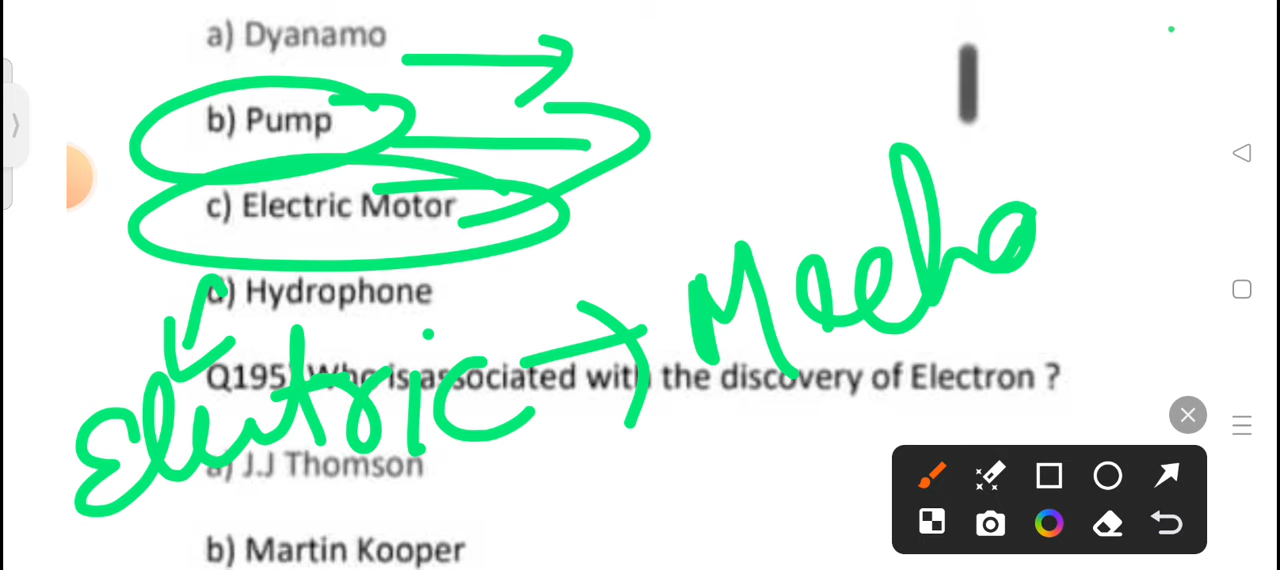 a) Dyanamo
b) Pump
c) Electric Motor
d) Hydrophone
Electric → Mecha
Q195) Who is associated with the discovery of Electron ?
a) J.J Thomson
b) Martin Kooper